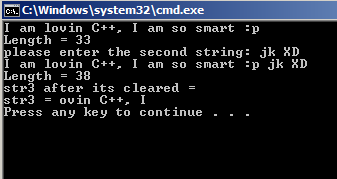 C:\Windows\system32\cmd.exe
I am lovin C++, I am so smart :p
Length = 33
please enter the second string: jk XD
I am lovin C++, I am so smart :p jk XD
Length = 38
str3 after its cleared =
str3 = ovin C++, I
Press any key to continue . . .